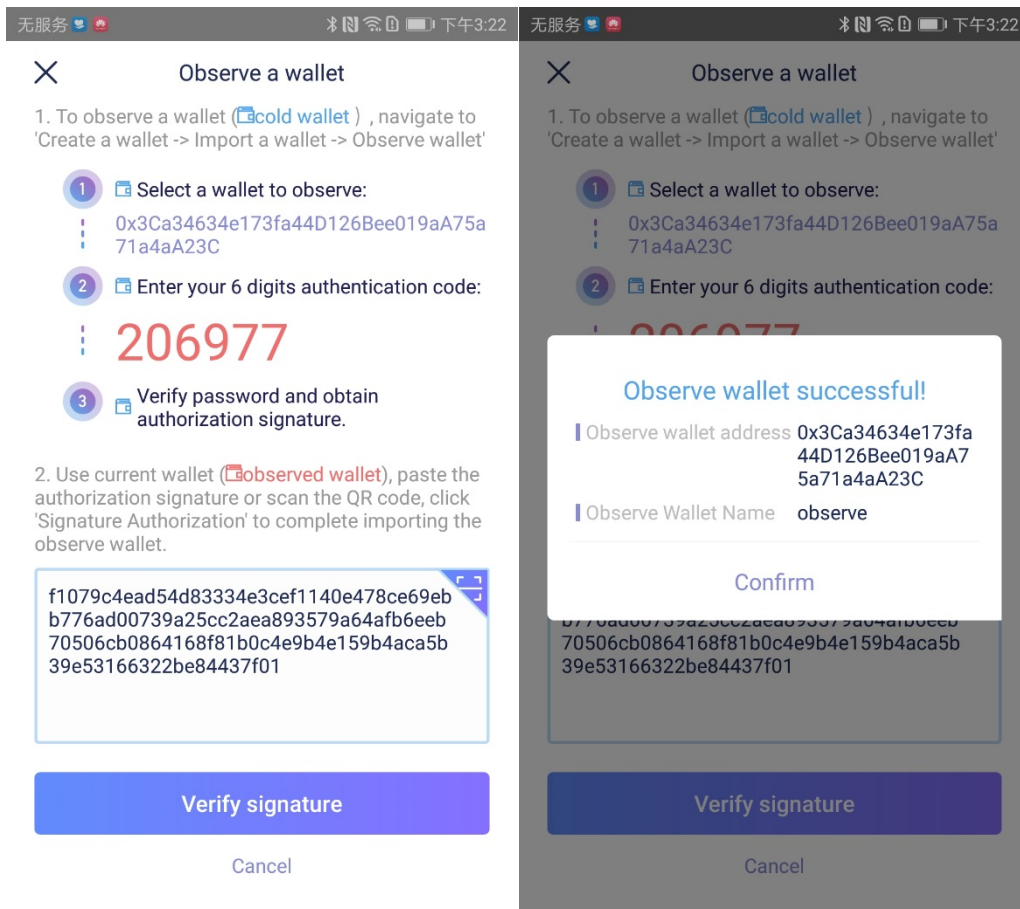 无服务 下午3:22
Observe a wallet
1. To observe a wallet (cold wallet ) , navigate to
'Create a wallet -> Import a wallet -> Observe wallet'
1 Select a wallet to observe:
0x3Ca34634e173fa44D126Bee019aA75a
71a4aA23C
2 Enter your 6 digits authentication code:
206977
3 Verify password and obtain
authorization signature.
2. Use current wallet (observed wallet), paste the
authorization signature or scan the QR code, click
'Signature Authorization' to complete importing the
observe wallet.
f1079c4ead54d83334e3cef1140e478ce69eb
b776ad00739a25cc2aea893579a64afb6eeb
70506cb0864168f81b0c4e9b4e159b4aca5b
39e53166322be84437f01
Verify signature
Cancel
无服务 下午3:22
Observe a wallet
1. To observe a wallet (cold wallet ) , navigate to
'Create a wallet -> Import a wallet -> Observe wallet'
1 Select a wallet to observe:
0x3Ca34634e173fa44D126Bee019aA75a
71a4aA23C
2 Enter your 6 digits authentication code:
206977
Observe wallet successful!
Observe wallet address 0x3Ca34634e173fa
44D126Bee019aA7
5a71a4aA23C
Observe Wallet Name observe
Confirm
b776ad00739a25cc2aea893579a64afb6eeb
70506cb0864168f81b0c4e9b4e159b4aca5b
39e53166322be84437f01
Verify signature
Cancel